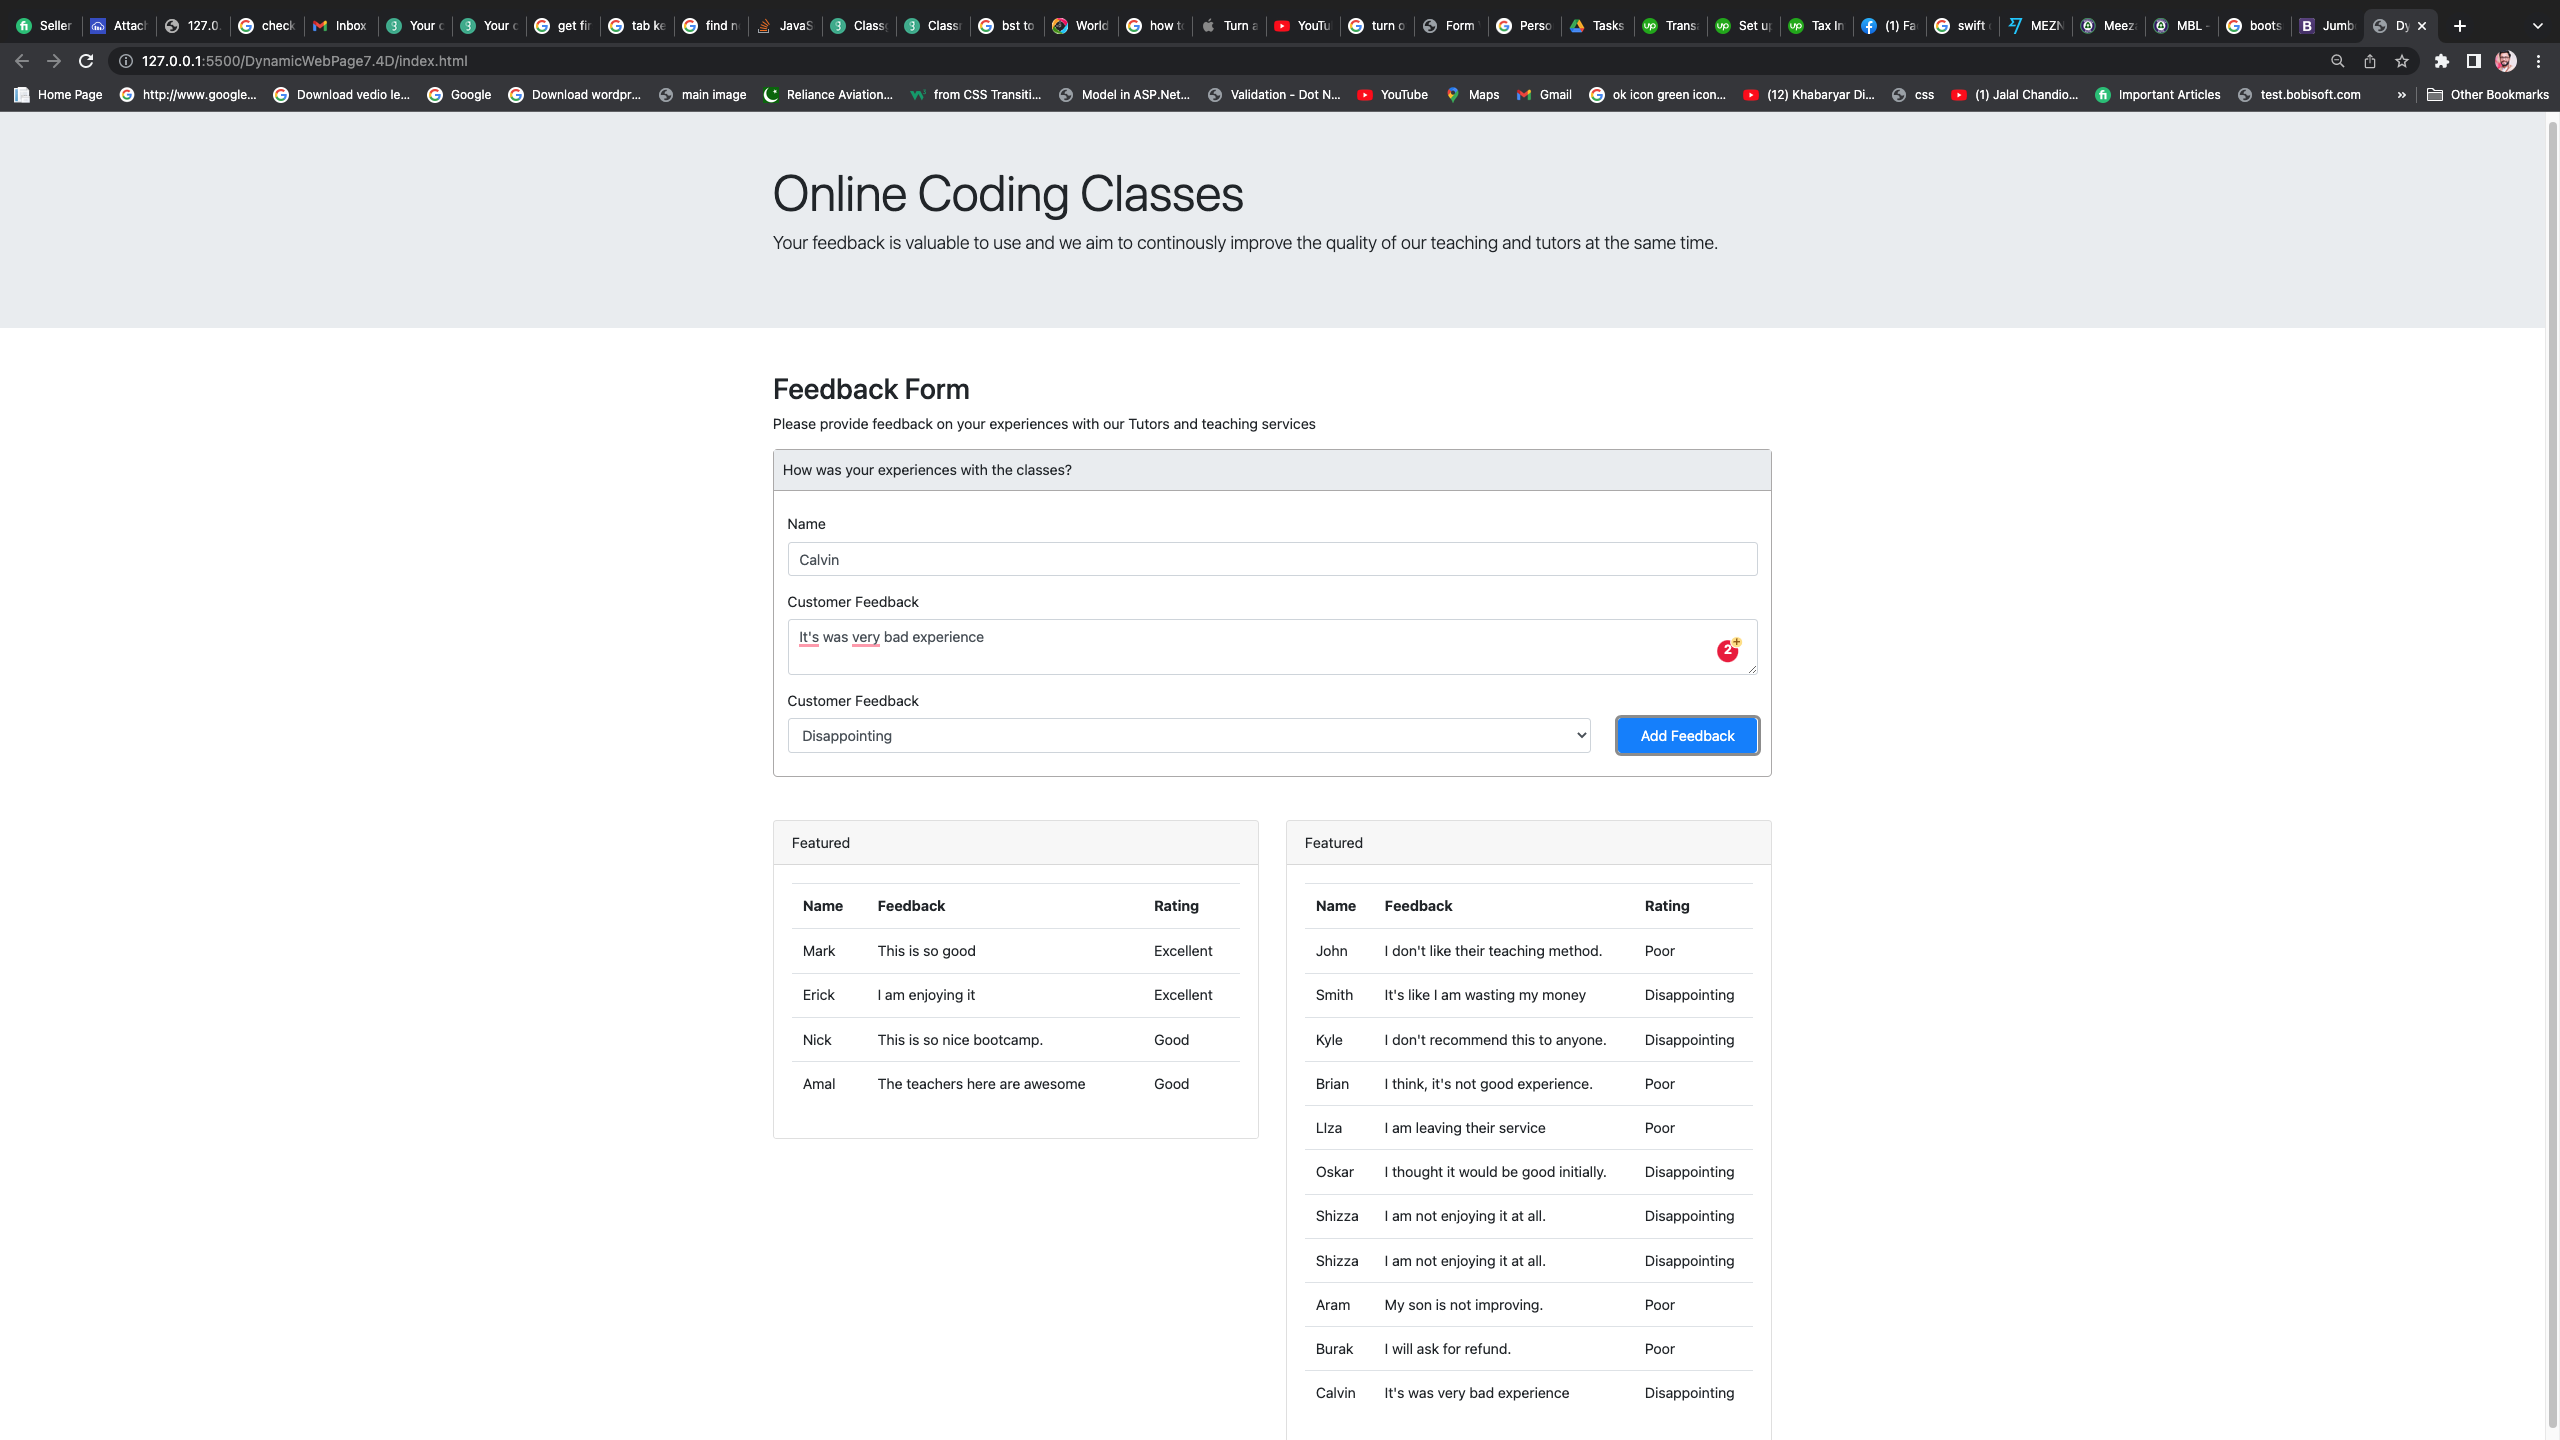 Seller Attach 127.0. check Inbox Your c Your c get fir tab ke find n JavaS Class Classr bst to World how to Turn a YouTu turn o Form Perso Tasks Trans Set up Tax In (1) Fa swift MEZN Meez MBL - boots Jumb Dy
127.0.0.1:5500/DynamicWebPage7.4D/index.html
Home Page http://www.google... Download vedio le... Google Download wordpr... main image Reliance Aviation... from CSS Transiti... Model in ASP.Net... Validation - Dot N... YouTube Maps Gmail ok icon green icon... (12) Khabaryar Di... css (1) Jalal Chandio... Important Articles test.bobisoft.com » Other Bookmarks
Online Coding Classes
Your feedback is valuable to use and we aim to continously improve the quality of our teaching and tutors at the same time.
Feedback Form
Please provide feedback on your experiences with our Tutors and teaching services
How was your experiences with the classes?
Name
Calvin
Customer Feedback
It's was very bad experience
2
Customer Feedback
Disappointing Add Feedback
Featured
Name Feedback Rating
Mark This is so good Excellent
Erick I am enjoying it Excellent
Nick This is so nice bootcamp. Good
Amal The teachers here are awesome Good
Featured
Name Feedback Rating
John I don't like their teaching method. Poor
Smith It's like I am wasting my money Disappointing
Kyle I don't recommend this to anyone. Disappointing
Brian I think, it's not good experience. Poor
LIza I am leaving their service Poor
Oskar I thought it would be good initially. Disappointing
Shizza I am not enjoying it at all. Disappointing
Shizza I am not enjoying it at all. Disappointing
Aram My son is not improving. Poor
Burak I will ask for refund. Poor
Calvin It's was very bad experience Disappointing